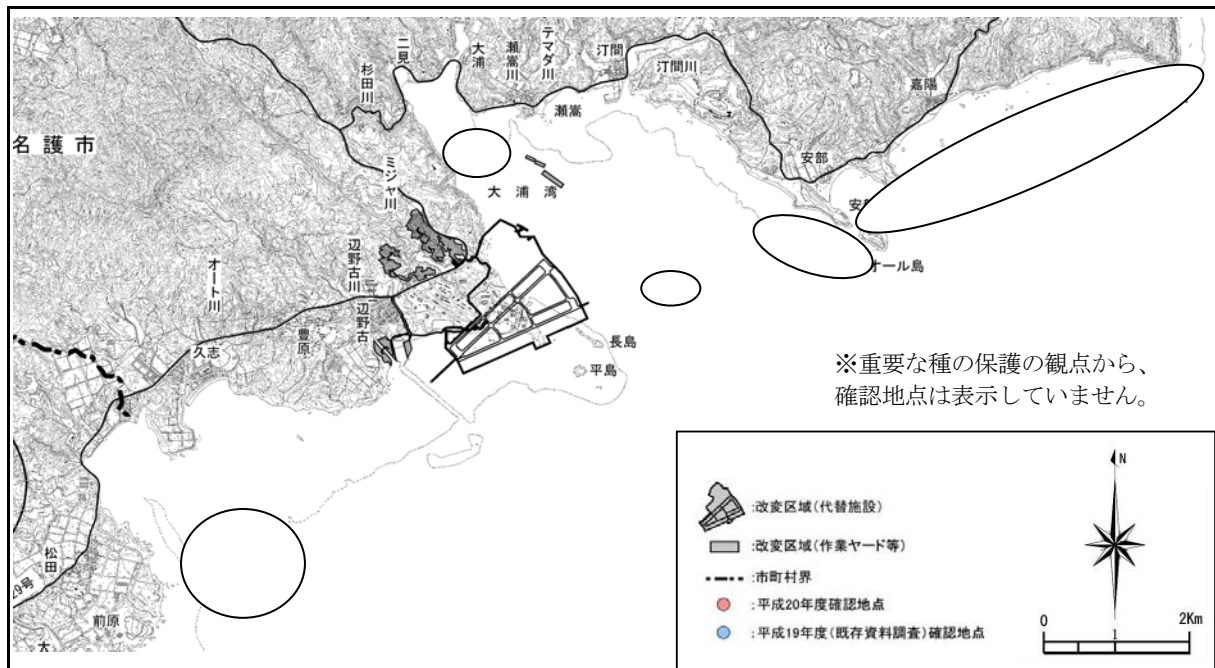 二見
杉田川
大浦
瀬嵩川
テマダ川
汀間
汀間川
瀬嵩
嘉陽
安部
名護市
ミジャ川
大浦湾
安部
オール島
辺野古川
辺野古
オート川
豊原
久志
長島
平島
※重要な種の保護の観点から、
確認地点は表示していません。
松田
29号
前原
:改変区域(代替施設)
:改変区域(作業ヤード等)
:市町村界
:平成20年度確認地点
:平成19年度(既存資料調査)確認地点
N
0 1 2Km